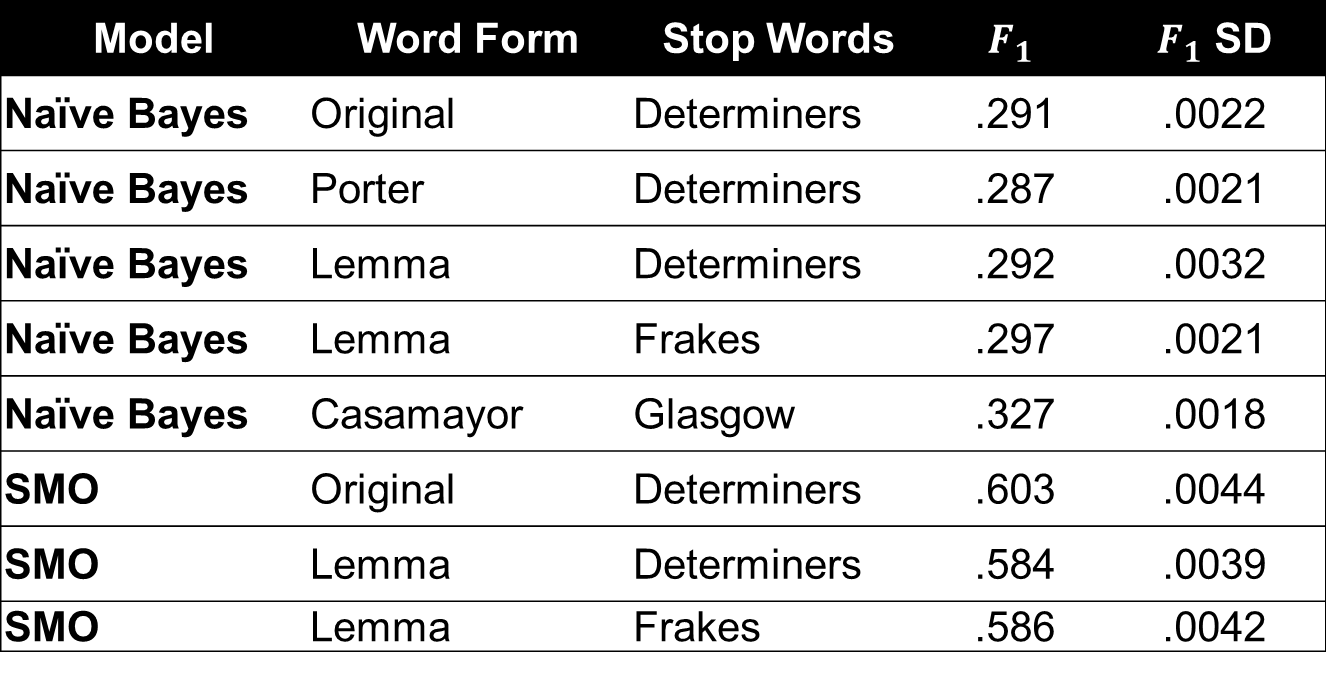 Model Word Form Stop Words F1 F1 SD
Naïve Bayes Original Determiners .291 .0022
Naïve Bayes Porter Determiners .287 .0021
Naïve Bayes Lemma Determiners .292 .0032
Naïve Bayes Lemma Frakes .297 .0021
Naïve Bayes Casamayor Glasgow .327 .0018
SMO Original Determiners .603 .0044
SMO Lemma Determiners .584 .0039
SMO Lemma Frakes .586 .0042